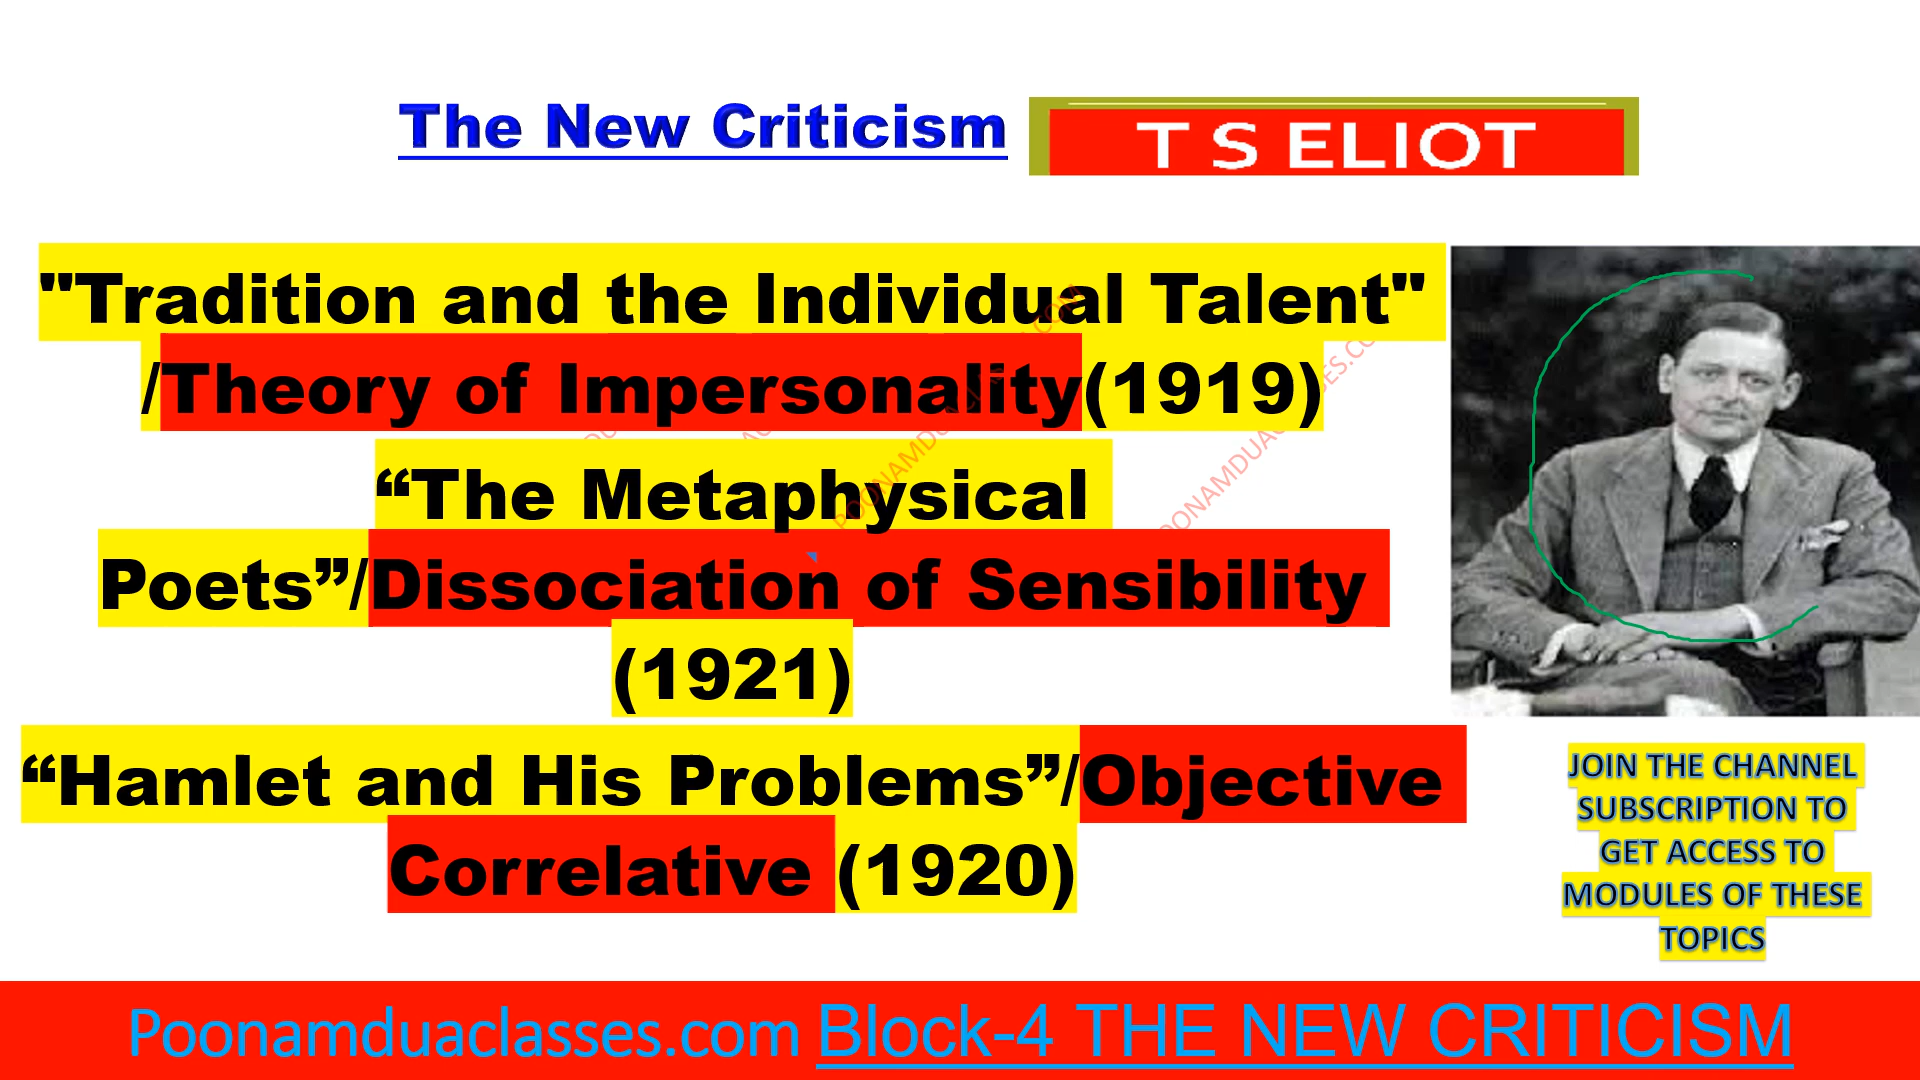 The New Criticism
T S ELIOT
"Tradition and the Individual Talent"
/Theory of Impersonality(1919)
“The Metaphysical
Poets”/Dissociation of Sensibility
(1921)
“Hamlet and His Problems”/Objective
Correlative (1920)
JOIN THE CHANNEL
SUBSCRIPTION TO
GET ACCESS TO
MODULES OF THESE
TOPICS
Poonamduaclasses.com Block-4 THE NEW CRITICISM